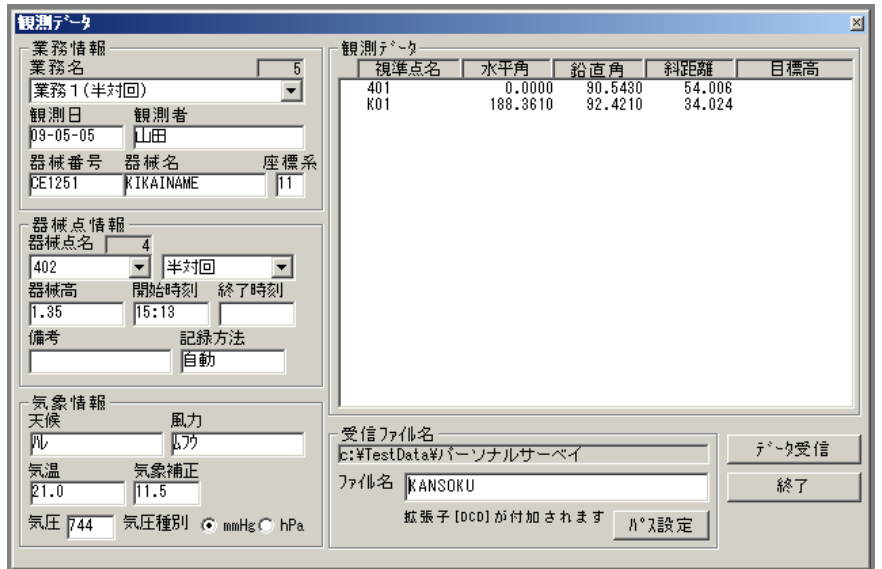 観測ﾃﾞｰﾀ
業務情報
業務名 5
業務１(半対回)
観測日 観測者
09-05-05 山田
器械番号 器械名 座標系
CE1251 KIKAINAME 11
器械点情報
器械点名 4
402 半対回
器械高 開始時刻 終了時刻
1.35 15:13
備考 記録方法
自動
気象情報
天候 風力
ﾊﾚ ﾑﾌｳ
気温 気象補正
21.0 11.5
気圧 744 気圧種別 mmHg hPa
観測ﾃﾞｰﾀ
視準点名 水平角 鉛直角 斜距離 目標高
401 0.0000 90.5430 54.006
K01 188.3610 92.4210 34.024
受信ﾌｧｲﾙ名
c:¥TestData¥パーソナルサーベイ
ﾌｧｲﾙ名 KANSOKU
拡張子[DCD]が付加されます ﾊﾟｽ設定
ﾃﾞｰﾀ受信
終了